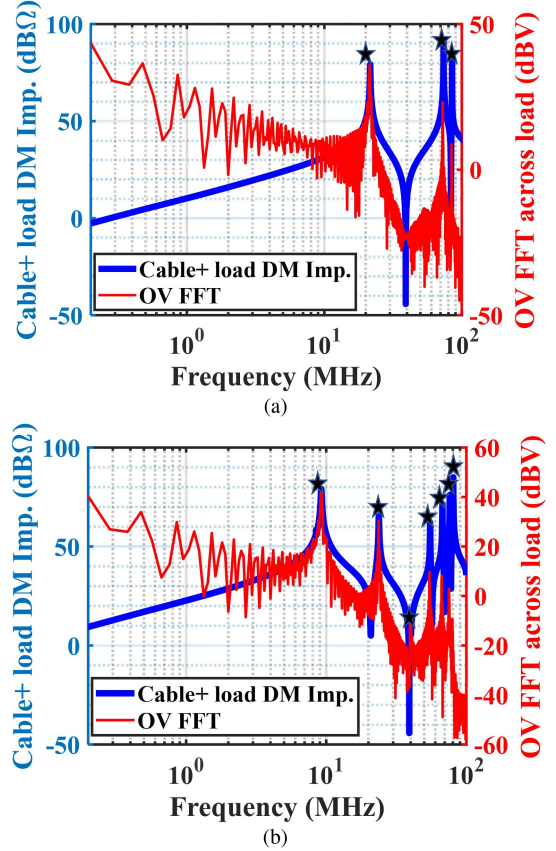 100
50
0
-50
50
0
-50
Cable+ load DM Imp. (dBΩ)
OV FFT across load (dBV)
Cable+ load DM Imp.
OV FFT
10^0
10^1
10^2
Frequency (MHz)
(a)
100
50
0
-50
60
40
20
0
-20
-40
-60
Cable+ load DM Imp. (dBΩ)
OV FFT across load (dBV)
Cable+ load DM Imp.
OV FFT
10^0
10^1
10^2
Frequency (MHz)
(b)